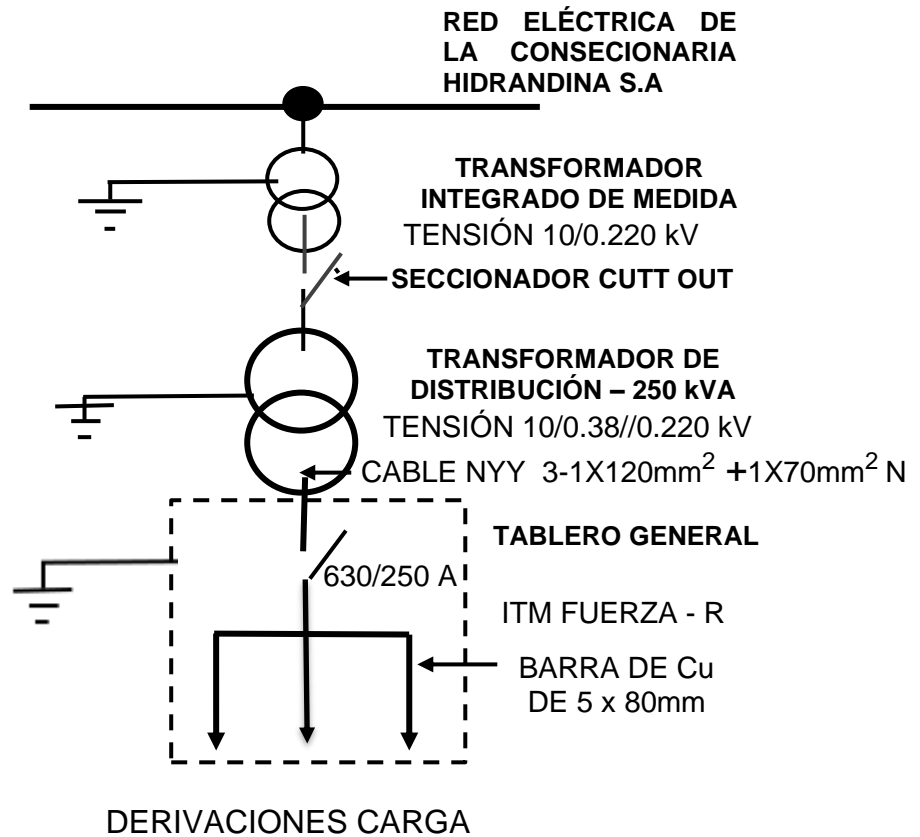 RED ELÉCTRICA DE
LA CONSECIONARIA
HIDRANDINA S.A
TRANSFORMADOR
INTEGRADO DE MEDIDA
TENSIÓN 10/0.220 kV
SECCIONADOR CUTT OUT
TRANSFORMADOR DE
DISTRIBUCIÓN – 250 kVA
TENSIÓN 10/0.38//0.220 kV
CABLE NYY 3-1X120mm² +1X70mm² N
TABLERO GENERAL
630/250 A
ITM FUERZA - R
BARRA DE Cu
DE 5 x 80mm
DERIVACIONES CARGA